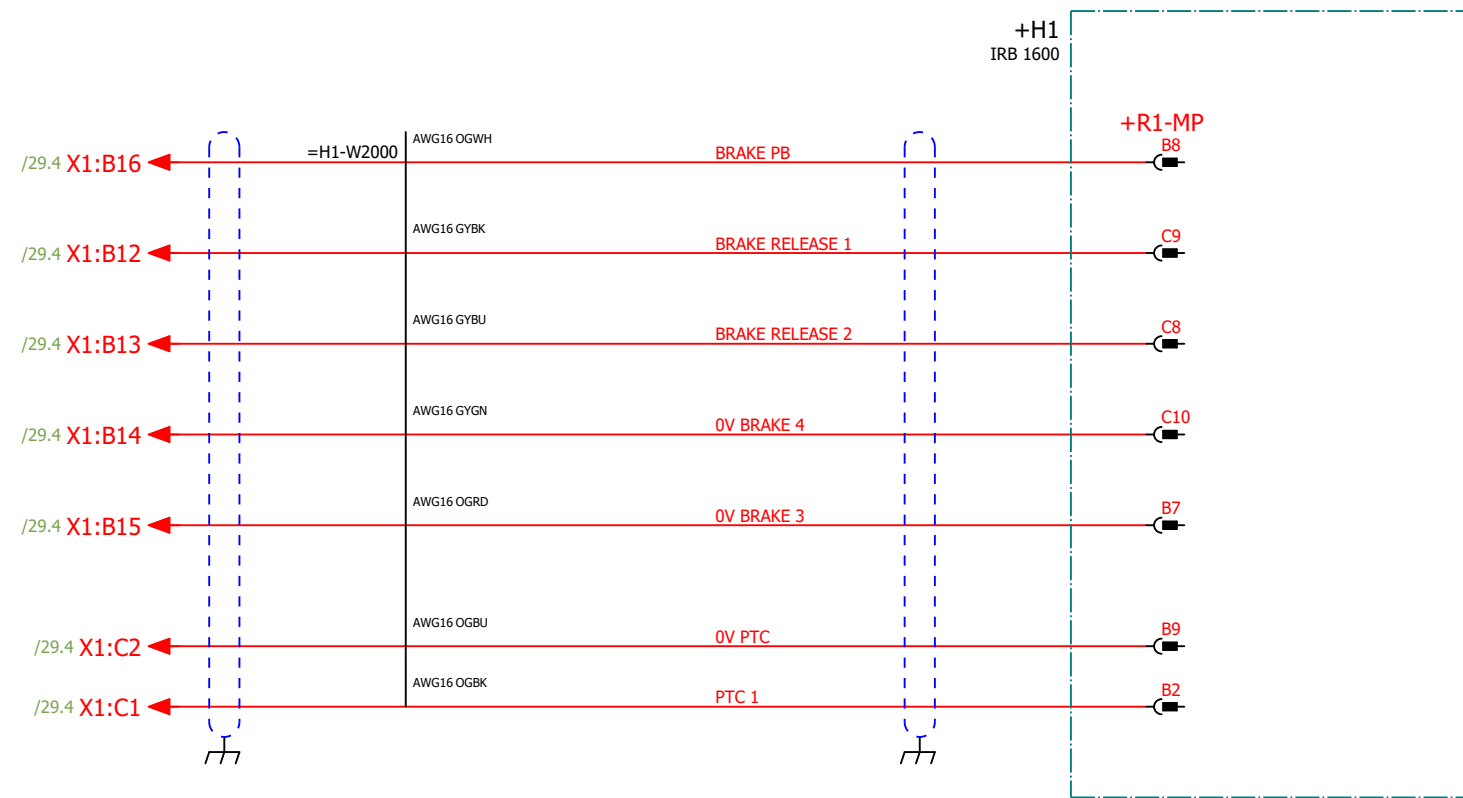 +H1
IRB 1600
+R1-MP
/29.4 X1:B16
=H1-W2000
AWG16 OGWH
BRAKE PB
B8
/29.4 X1:B12
AWG16 GYBK
BRAKE RELEASE 1
C9
/29.4 X1:B13
AWG16 GYBU
BRAKE RELEASE 2
C8
/29.4 X1:B14
AWG16 GYGN
0V BRAKE 4
C10
/29.4 X1:B15
AWG16 OGRD
0V BRAKE 3
B7
/29.4 X1:C2
AWG16 OGBU
0V PTC
B9
/29.4 X1:C1
AWG16 OGBK
PTC 1
B2